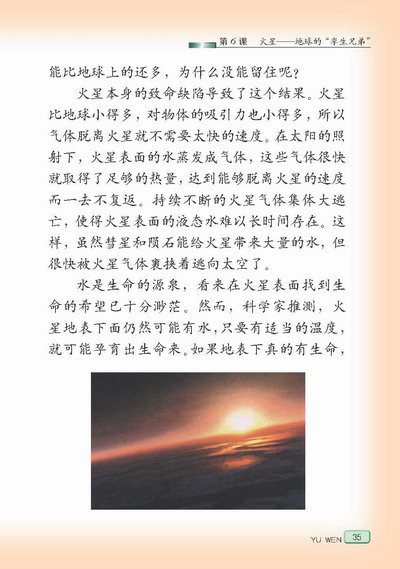 第6课 火星——地球的“孪生兄弟”
能比地球上的还多，为什么没能留住呢？
火星本身的致命缺陷导致了这个结果。火星
比地球小得多，对物体的吸引力也小得多，所以
气体脱离火星就不需要太快的速度。在太阳的照
射下，火星表面的水蒸发成气体，这些气体很快
就取得了足够的热量，达到能够脱离火星的速度
而一去不复返。持续不断的火星气体集体大逃
亡，使得火星表面的液态水难以长时间存在。这
样，虽然彗星和陨石能给火星带来大量的水，但
很快被火星气体裹挟着逃向太空了。
水是生命的源泉，看来在火星表面找到生
命的希望已十分渺茫。然而，科学家推测，火
星地表下面仍然可能有水，只要有适当的温度，
就可能孕育出生命来。如果地表下真的有生命，
YU WEN 35